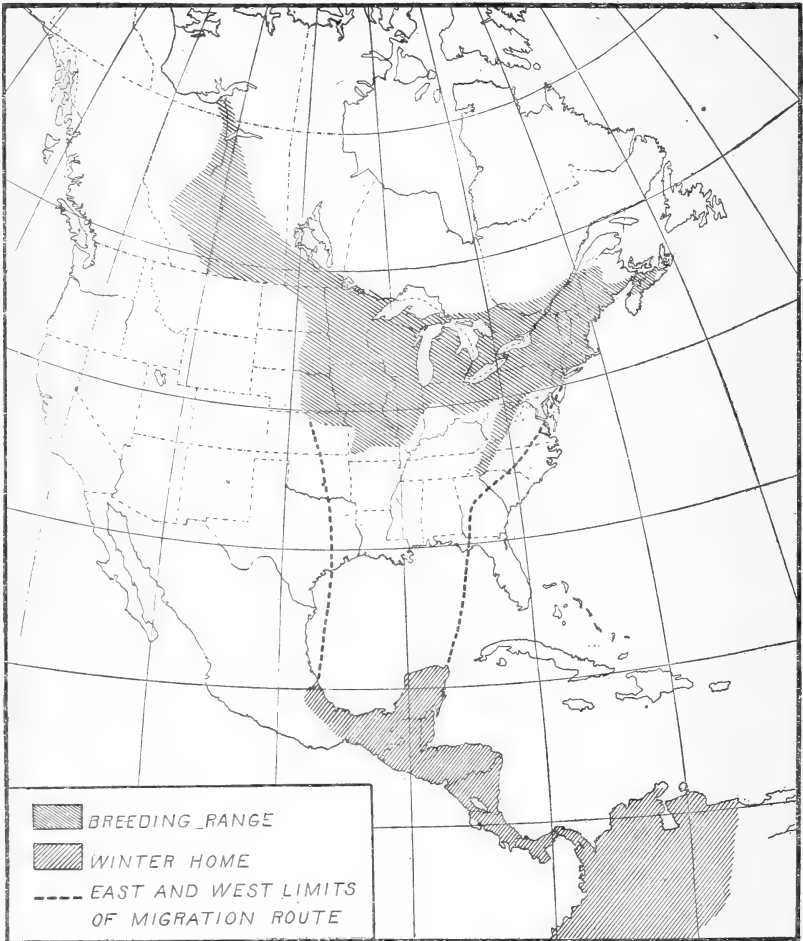 BREEDING RANGE
WINTER HOME
EAST AND WEST LIMITS
OF MIGRATION ROUTE